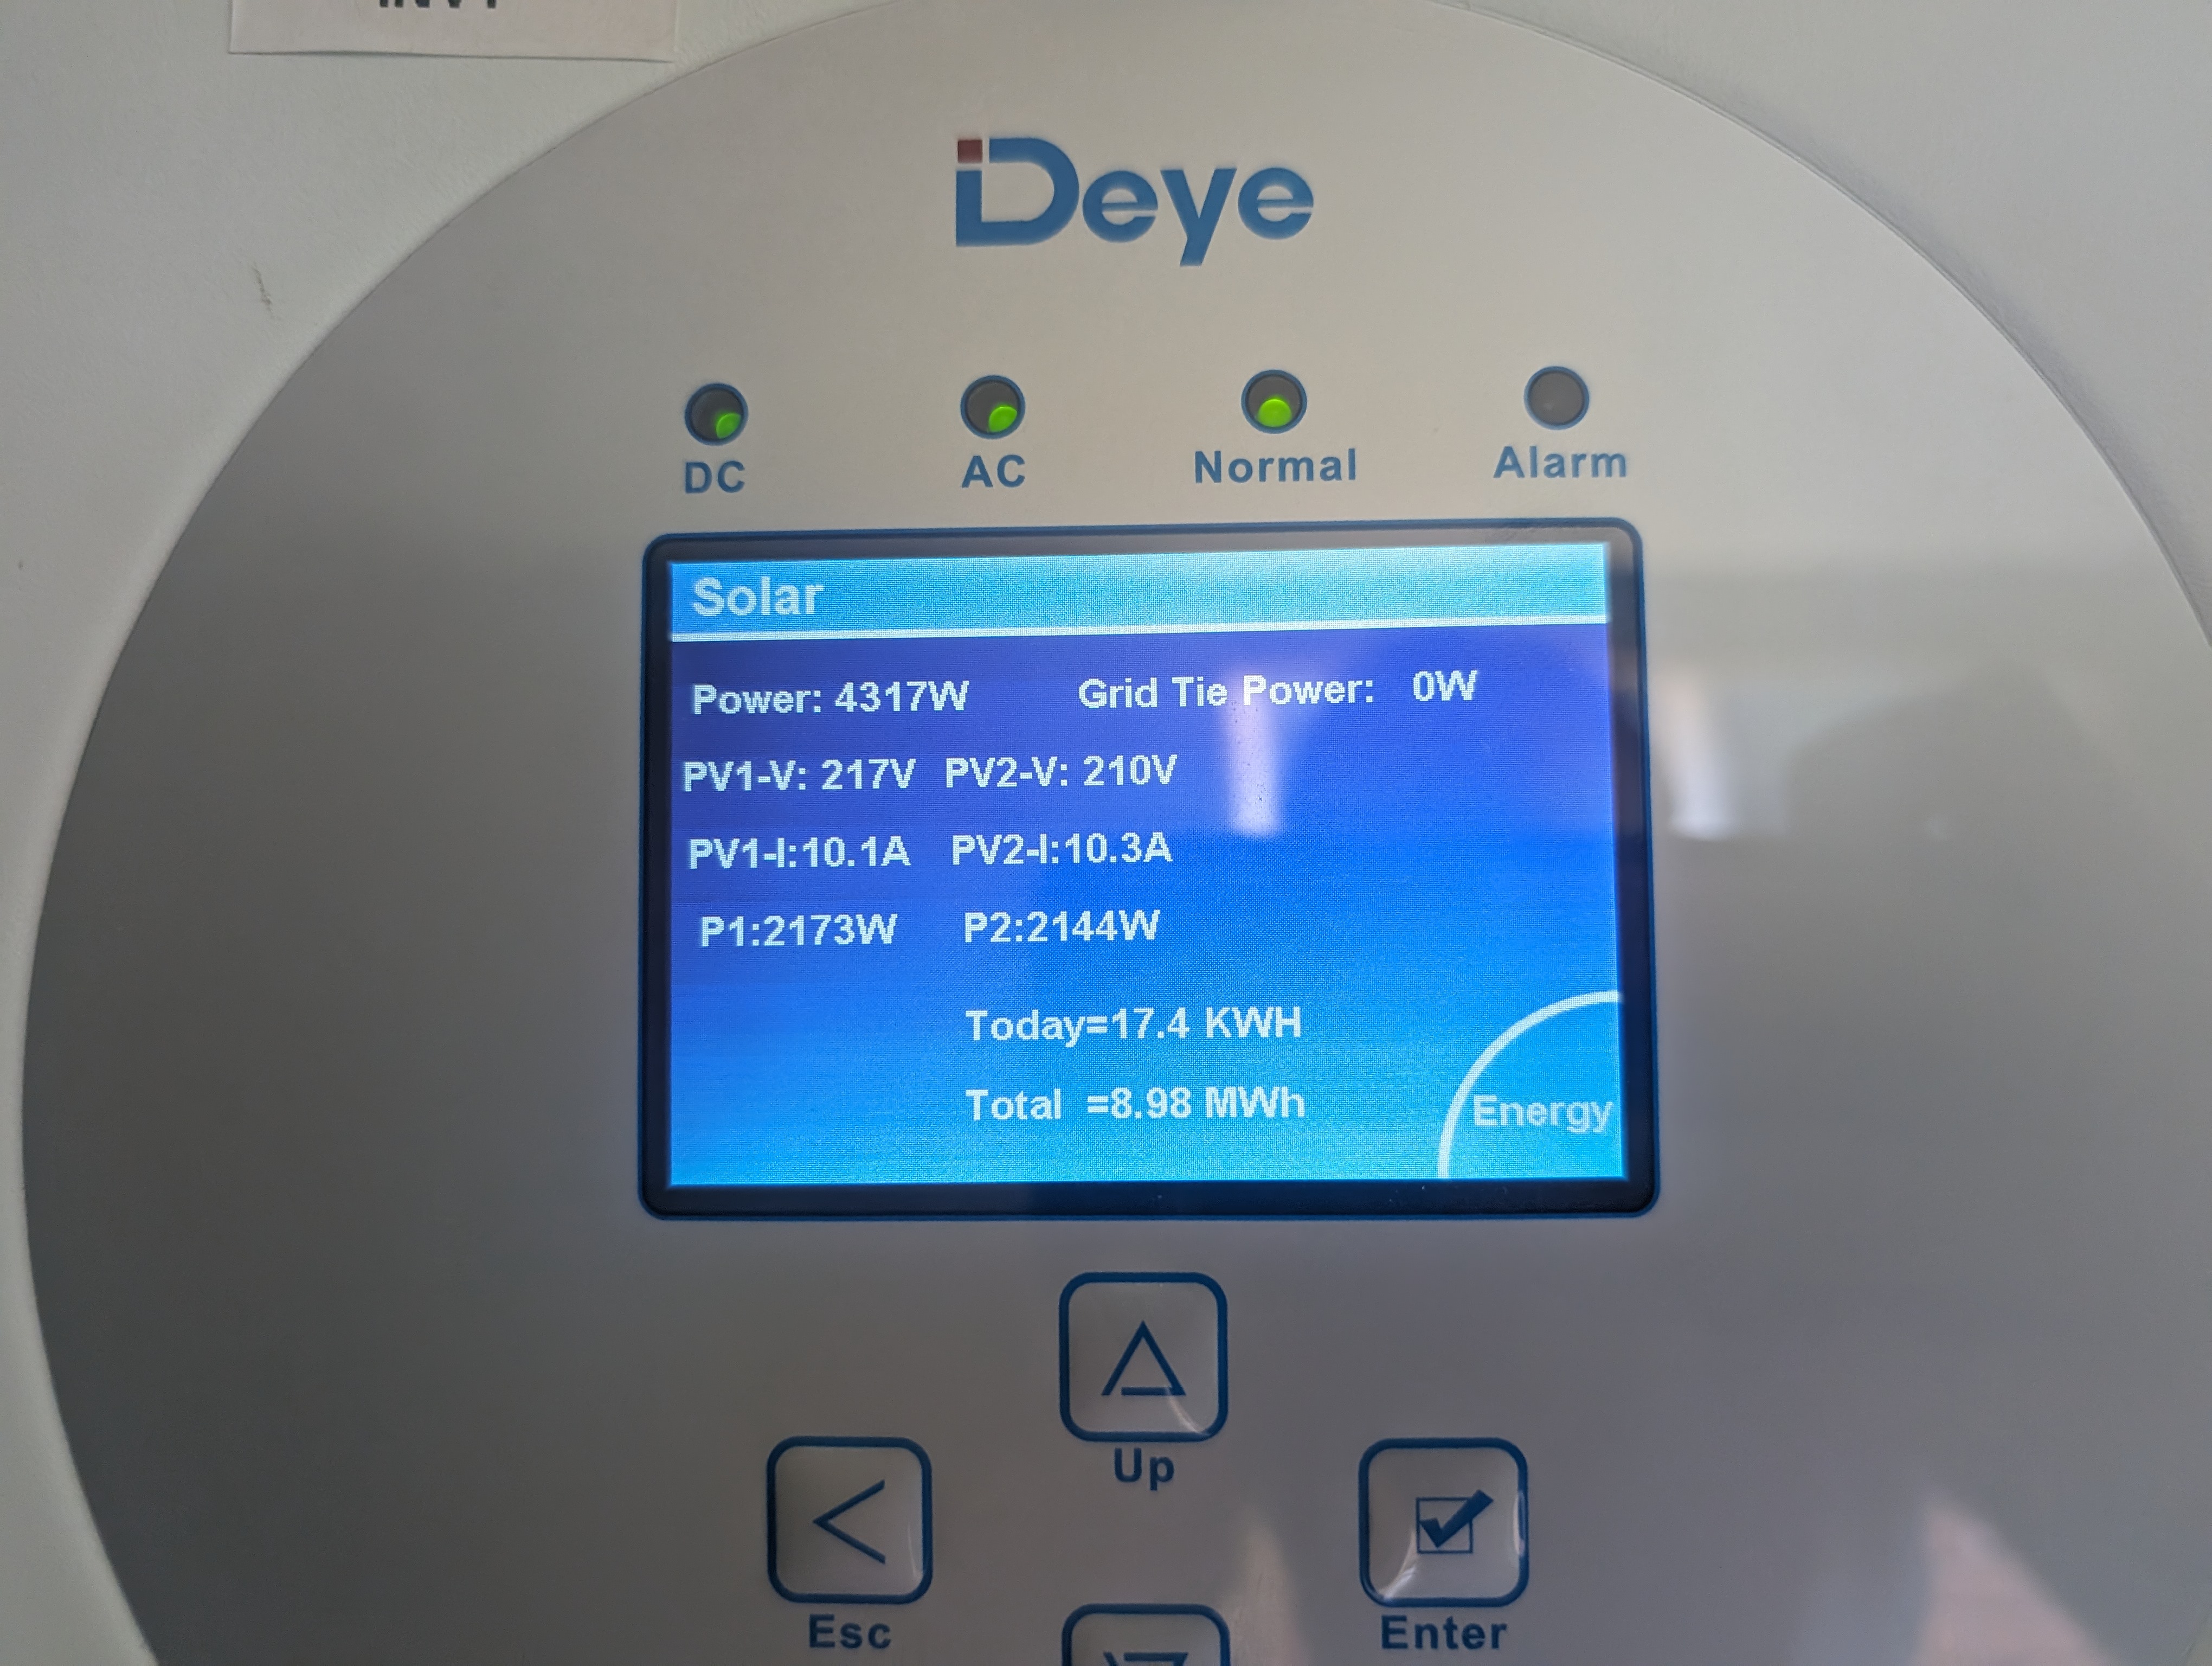 INV1
Deye
DC AC Normal Alarm
Solar
Power: 4317W Grid Tie Power: 0W
PV1-V: 217V PV2-V: 210V
PV1-I:10.1A PV2-I:10.3A
P1:2173W P2:2144W
Today=17.4 KWH
Total =8.98 MWh
Energy
Up
Esc Enter